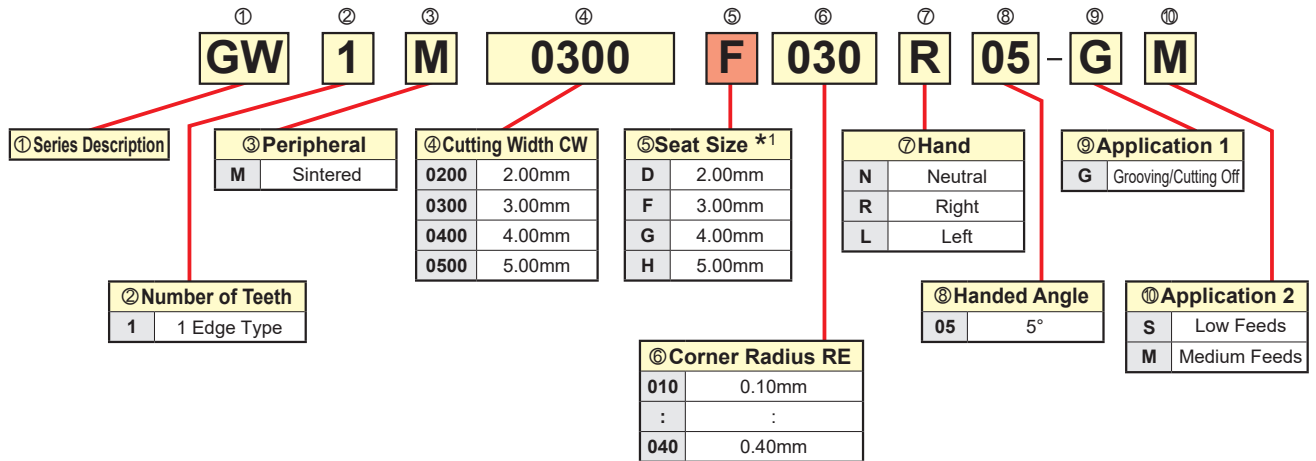 ① ② ③ ④ ⑤ ⑥ ⑦ ⑧ ⑨ ⑩
GW 1 M 0300 F 030 R 05 - G M
①Series Description
③Peripheral
M Sintered
④Cutting Width CW
0200 2.00mm
0300 3.00mm
0400 4.00mm
0500 5.00mm
⑤Seat Size *1
D 2.00mm
F 3.00mm
G 4.00mm
H 5.00mm
⑦Hand
N Neutral
R Right
L Left
⑨Application 1
G Grooving/Cutting Off
②Number of Teeth
1 1 Edge Type
⑧Handed Angle
05 5°
⑩Application 2
S Low Feeds
M Medium Feeds
⑥Corner Radius RE
010 0.10mm
: :
040 0.40mm